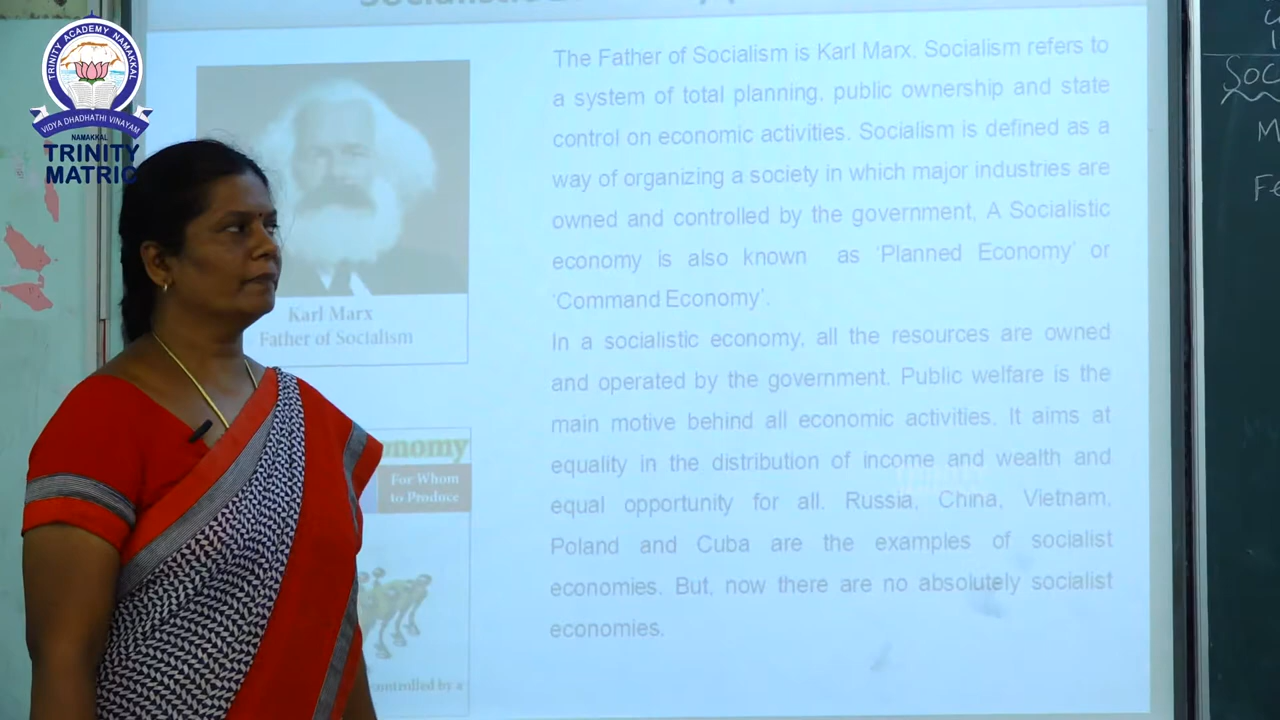 TRINITY ACADEMY NAMAKKAL
VIDYA DHADHATHI VINAYAM
NAMAKKAL
TRINITY
MATRIC
The Father of Socialism is Karl Marx. Socialism refers to
a system of total planning, public ownership and state
control on economic activities. Socialism is defined as a
way of organizing a society in which major industries are
owned and controlled by the government, A Socialistic
economy is also known as ‘Planned Economy’ or
‘Command Economy’.
In a socialistic economy, all the resources are owned
and operated by the government. Public welfare is the
main motive behind all economic activities. It aims at
equality in the distribution of income and wealth and
equal opportunity for all. Russia, China, Vietnam,
Poland and Cuba are the examples of socialist
economies. But, now there are no absolutely socialist
economies.
Karl Marx
Father of Socialism
For Whom
to Produce
by a